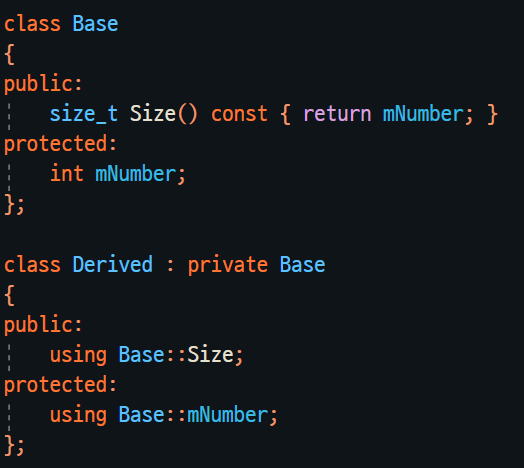 class Base
{
public:
    size_t Size() const { return mNumber; }
protected:
    int mNumber;
};

class Derived : private Base
{
public:
    using Base::Size;
protected:
    using Base::mNumber;
};